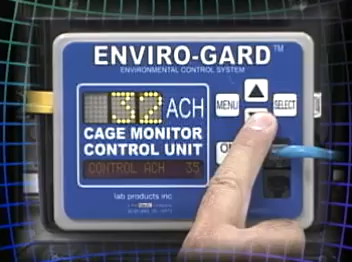 ENVIRO-GARD™
ENVIRONMENTAL CONTROL SYSTEM
32 ACH
MENU
SELECT
CAGE MONITOR
CONTROL UNIT
CONTROL ACH 35
lab products inc